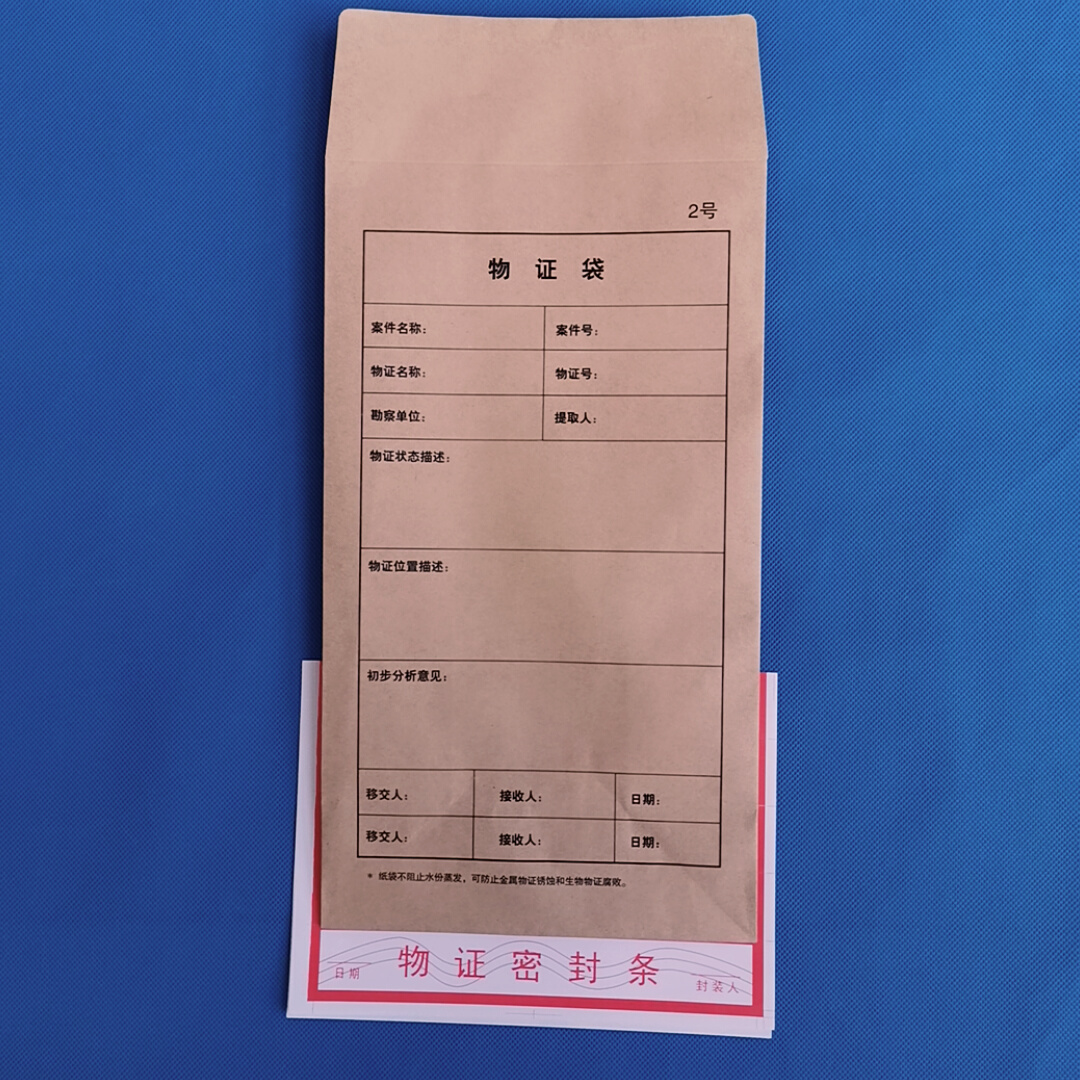 2号
物证袋
案件名称: 案件号:
物证名称: 物证号:
勘察单位: 提取人:
物证状态描述:
物证位置描述:
初步分析意见:
移交人: 接收人: 日期:
移交人: 接收人: 日期:
* 纸袋不阻止水份蒸发，可防止金属物证锈蚀和生物物证腐败。
物证密封条
日期 封装人